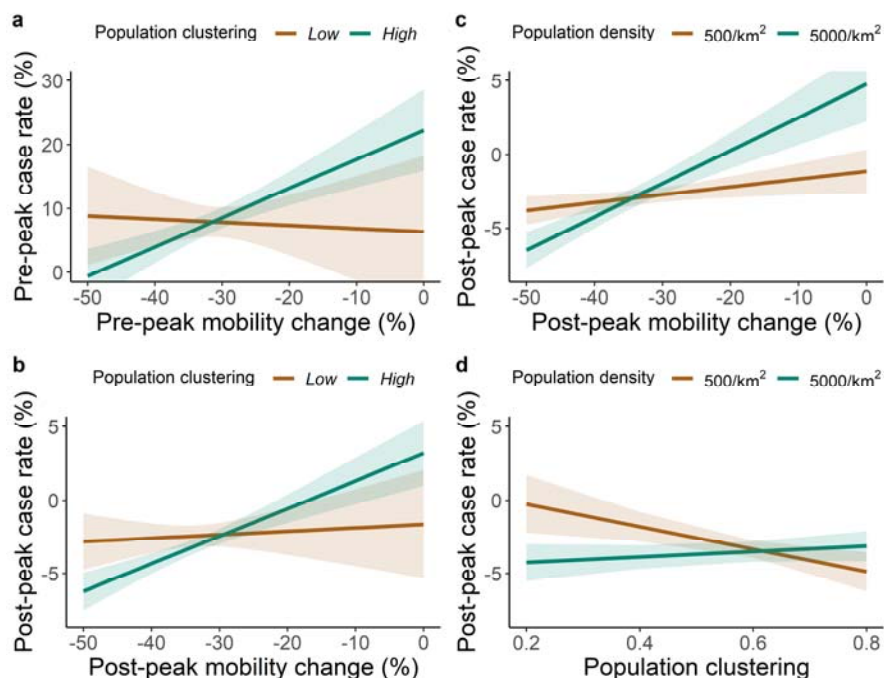 a
Population clustering Low High
Pre-peak case rate (%)
30
20
10
0
-50 -40 -30 -20 -10 0
Pre-peak mobility change (%)
b
Population clustering Low High
Post-peak case rate (%)
5
0
-5
-50 -40 -30 -20 -10 0
Post-peak mobility change (%)
c
Population density 500/km² 5000/km²
Post-peak case rate (%)
5
0
-5
-50 -40 -30 -20 -10 0
Post-peak mobility change (%)
d
Population density 500/km² 5000/km²
Post-peak case rate (%)
5
0
-5
0.2 0.4 0.6 0.8
Population clustering